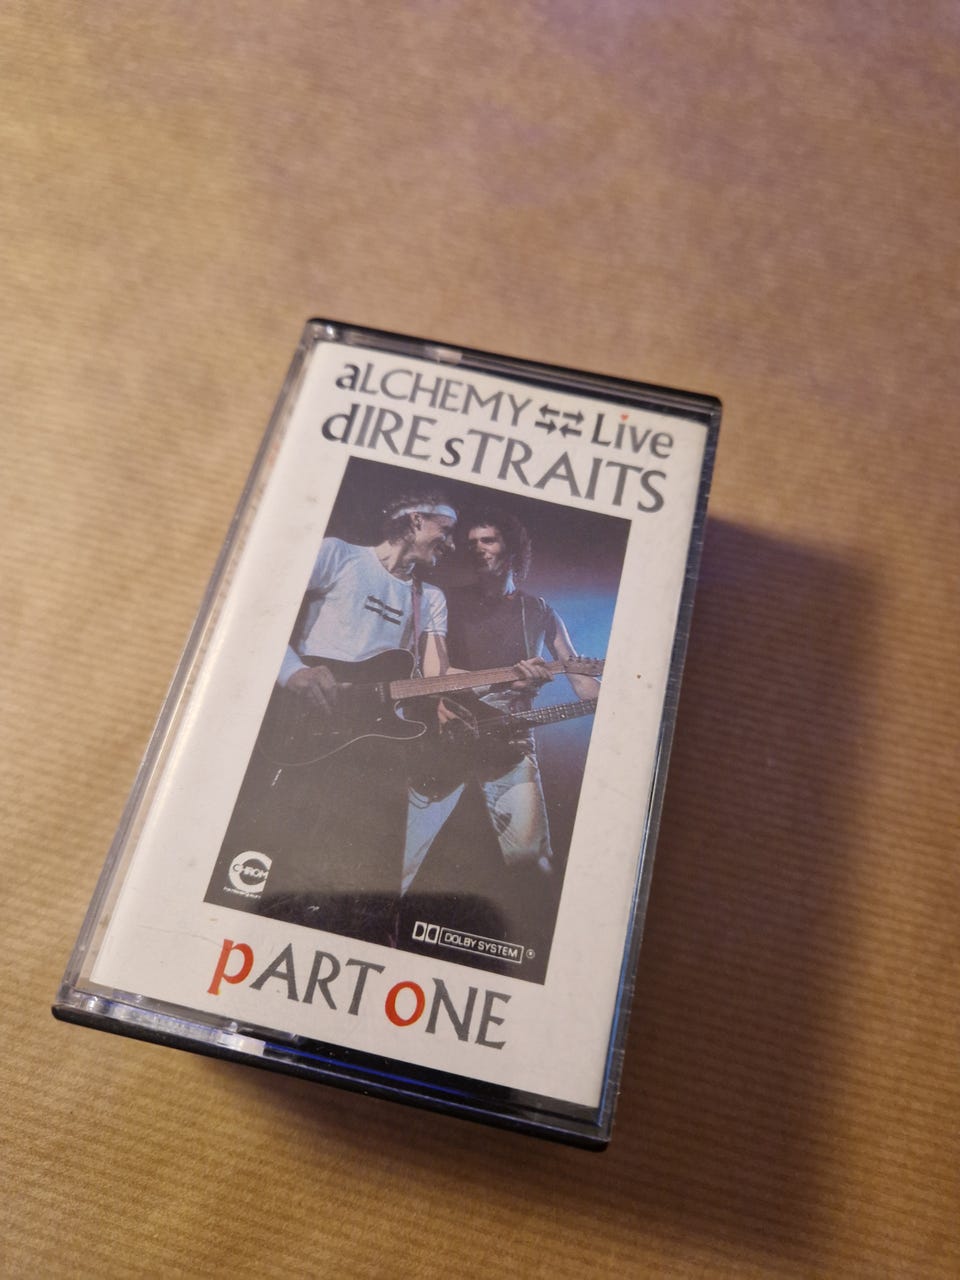 aLCHEMY ⇄⇄ Live
dIRE sTRAITS
CHROM
DOLBY SYSTEM ®
pART oNE